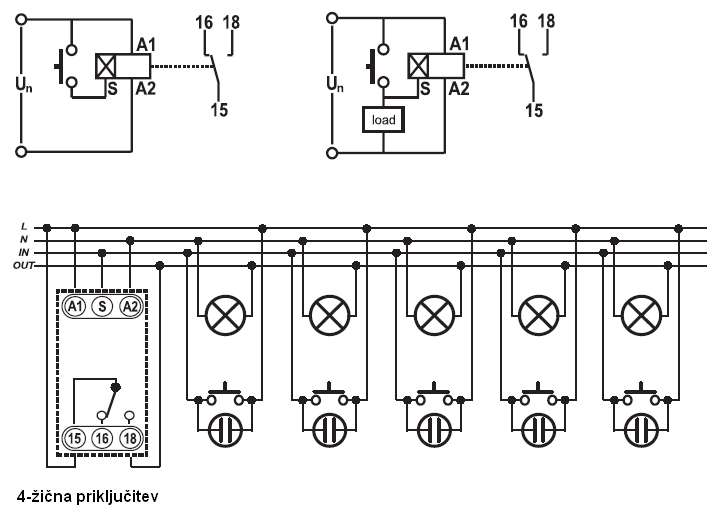 16 18 16 18
A1 A1
Un Un
S A2 S A2
15 load 15
L
N
IN
OUT
A1 S A2
15 16 18
4-žična priključitev